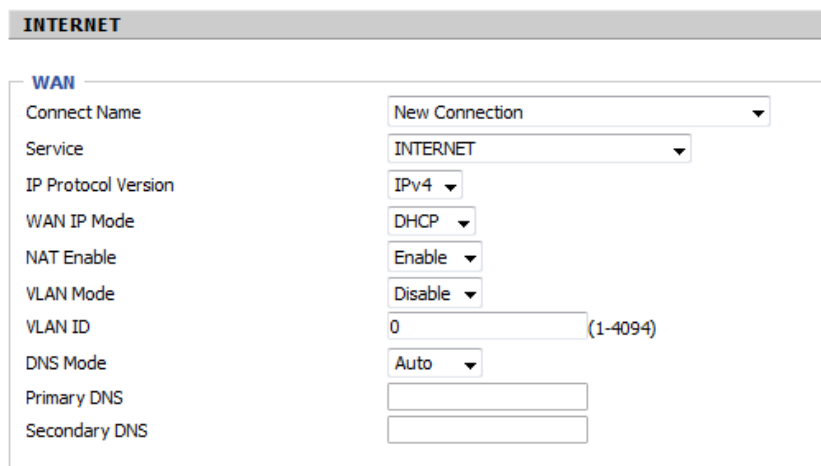 INTERNET
WAN
Connect Name New Connection
Service INTERNET
IP Protocol Version IPv4
WAN IP Mode DHCP
NAT Enable Enable
VLAN Mode Disable
VLAN ID 0 (1-4094)
DNS Mode Auto
Primary DNS
Secondary DNS